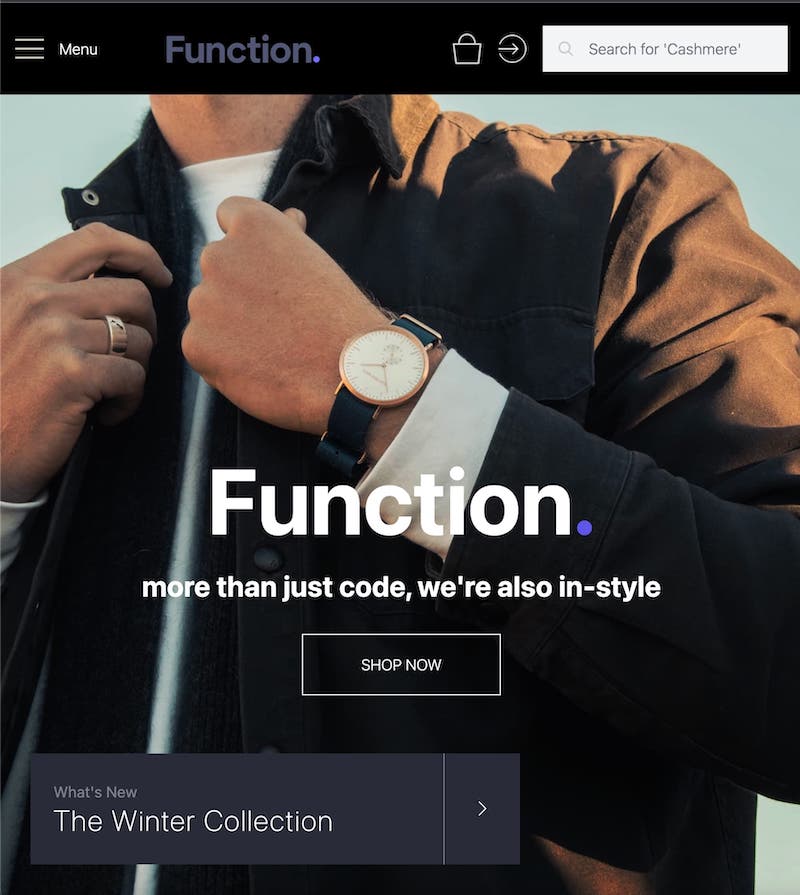 Menu
Function.
Search for 'Cashmere'
Function.
more than just code, we're also in-style
SHOP NOW
What's New
The Winter Collection